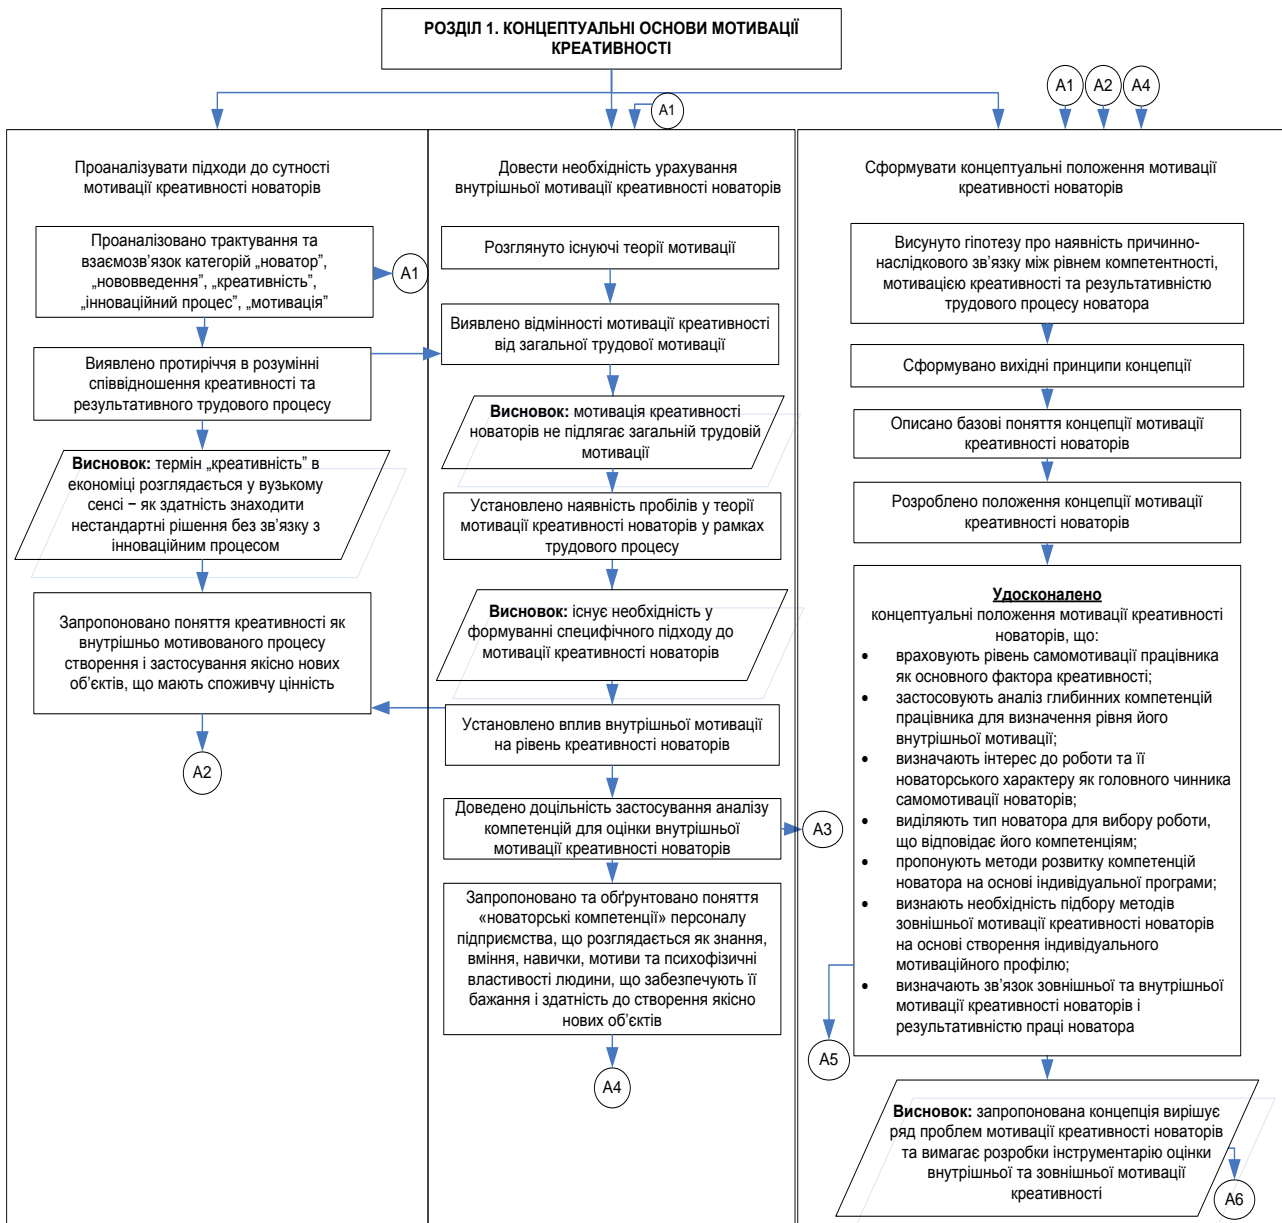 РОЗДІЛ 1. КОНЦЕПТУАЛЬНІ ОСНОВИ МОТИВАЦІЇ
КРЕАТИВНОСТІ
А1
А2
А4
А1
Проаналізувати підходи до сутності
мотивації креативності новаторів
Проаналізовано трактування та
взаємозв’язок категорій „новатор”,
„нововведення”, „креативність”,
„інноваційний процес”, „мотивація”
А1
Виявлено протиріччя в розумінні
співвідношення креативності та
результативного трудового процесу
Висновок: термін „креативність” в
економіці розглядається у вузькому
сенсі – як здатність знаходити
нестандартні рішення без зв’язку з
інноваційним процесом
Запропоновано поняття креативності як
внутрішньо мотивованого процесу
створення і застосування якісно нових
об’єктів, що мають споживчу цінність
А2
Довести необхідність урахування
внутрішньої мотивації креативності новаторів
Розглянуто існуючі теорії мотивації
Виявлено відмінності мотивації креативності
від загальної трудової мотивації
Висновок: мотивація креативності
новаторів не підлягає загальній трудовій
мотивації
Установлено наявність пробілів у теорії
мотивації креативності новаторів у рамках
трудового процесу
Висновок: існує необхідність у
формуванні специфічного підходу до
мотивації креативності новаторів
Установлено вплив внутрішньої мотивації
на рівень креативності новаторів
Доведено доцільність застосування аналізу
компетенцій для оцінки внутрішньої
мотивації креативності новаторів
А3
Запропоновано та обґрунтовано поняття
«новаторські компетенції» персоналу
підприємства, що розглядається як знання,
вміння, навички, мотиви та психофізичні
властивості людини, що забезпечують її
бажання і здатність до створення якісно
нових об’єктів
А4
Сформувати концептуальні положення мотивації
креативності новаторів
Висунуто гіпотезу про наявність причинно-
наслідкового зв’язку між рівнем компетентності,
мотивацією креативності та результативністю
трудового процесу новатора
Сформувано вихідні принципи концепції
Описано базові поняття концепції мотивації
креативності новаторів
Розроблено положення концепції мотивації
креативності новаторів
Удосконалено
концептуальні положення мотивації креативності
новаторів, що:
• враховують рівень самомотивації працівника
як основного фактора креативності;
• застосовують аналіз глибинних компетенцій
працівника для визначення рівня його
внутрішньої мотивації;
• визначають інтерес до роботи та її
новаторського характеру як головного чинника
самомотивації новаторів;
• виділяють тип новатора для вибору роботи,
що відповідає його компетенціям;
• пропонують методи розвитку компетенцій
новатора на основі індивідуальної програми;
• визнають необхідність підбору методів
зовнішньої мотивації креативності новаторів
на основі створення індивідуального
мотиваційного профілю;
• визначають зв’язок зовнішньої та внутрішньої
мотивації креативності новаторів і
результативністю праці новатора
А5
Висновок: запропонована концепція вирішує
ряд проблем мотивації креативності новаторів
та вимагає розробки інструментарію оцінки
внутрішньої та зовнішньої мотивації
креативності
А6